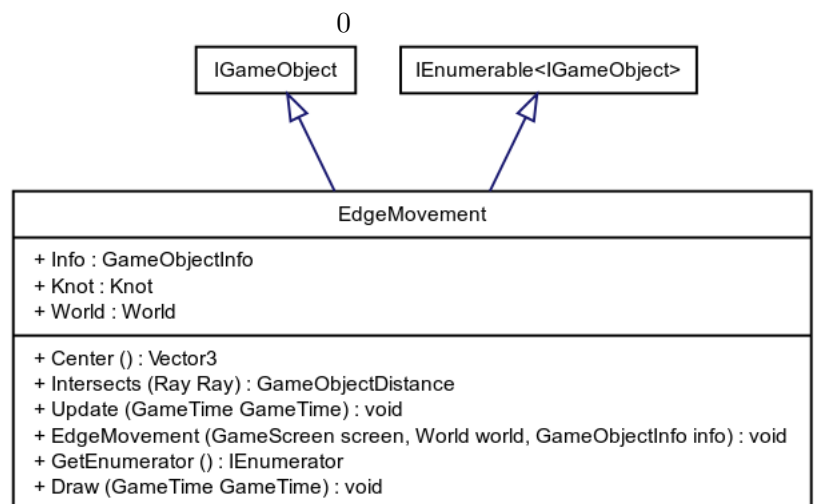 0
IGameObject
IEnumerable<IGameObject>
EdgeMovement
+ Info : GameObjectInfo
+ Knot : Knot
+ World : World
+ Center () : Vector3
+ Intersects (Ray Ray) : GameObjectDistance
+ Update (GameTime GameTime) : void
+ EdgeMovement (GameScreen screen, World world, GameObjectInfo info) : void
+ GetEnumerator () : IEnumerator
+ Draw (GameTime GameTime) : void